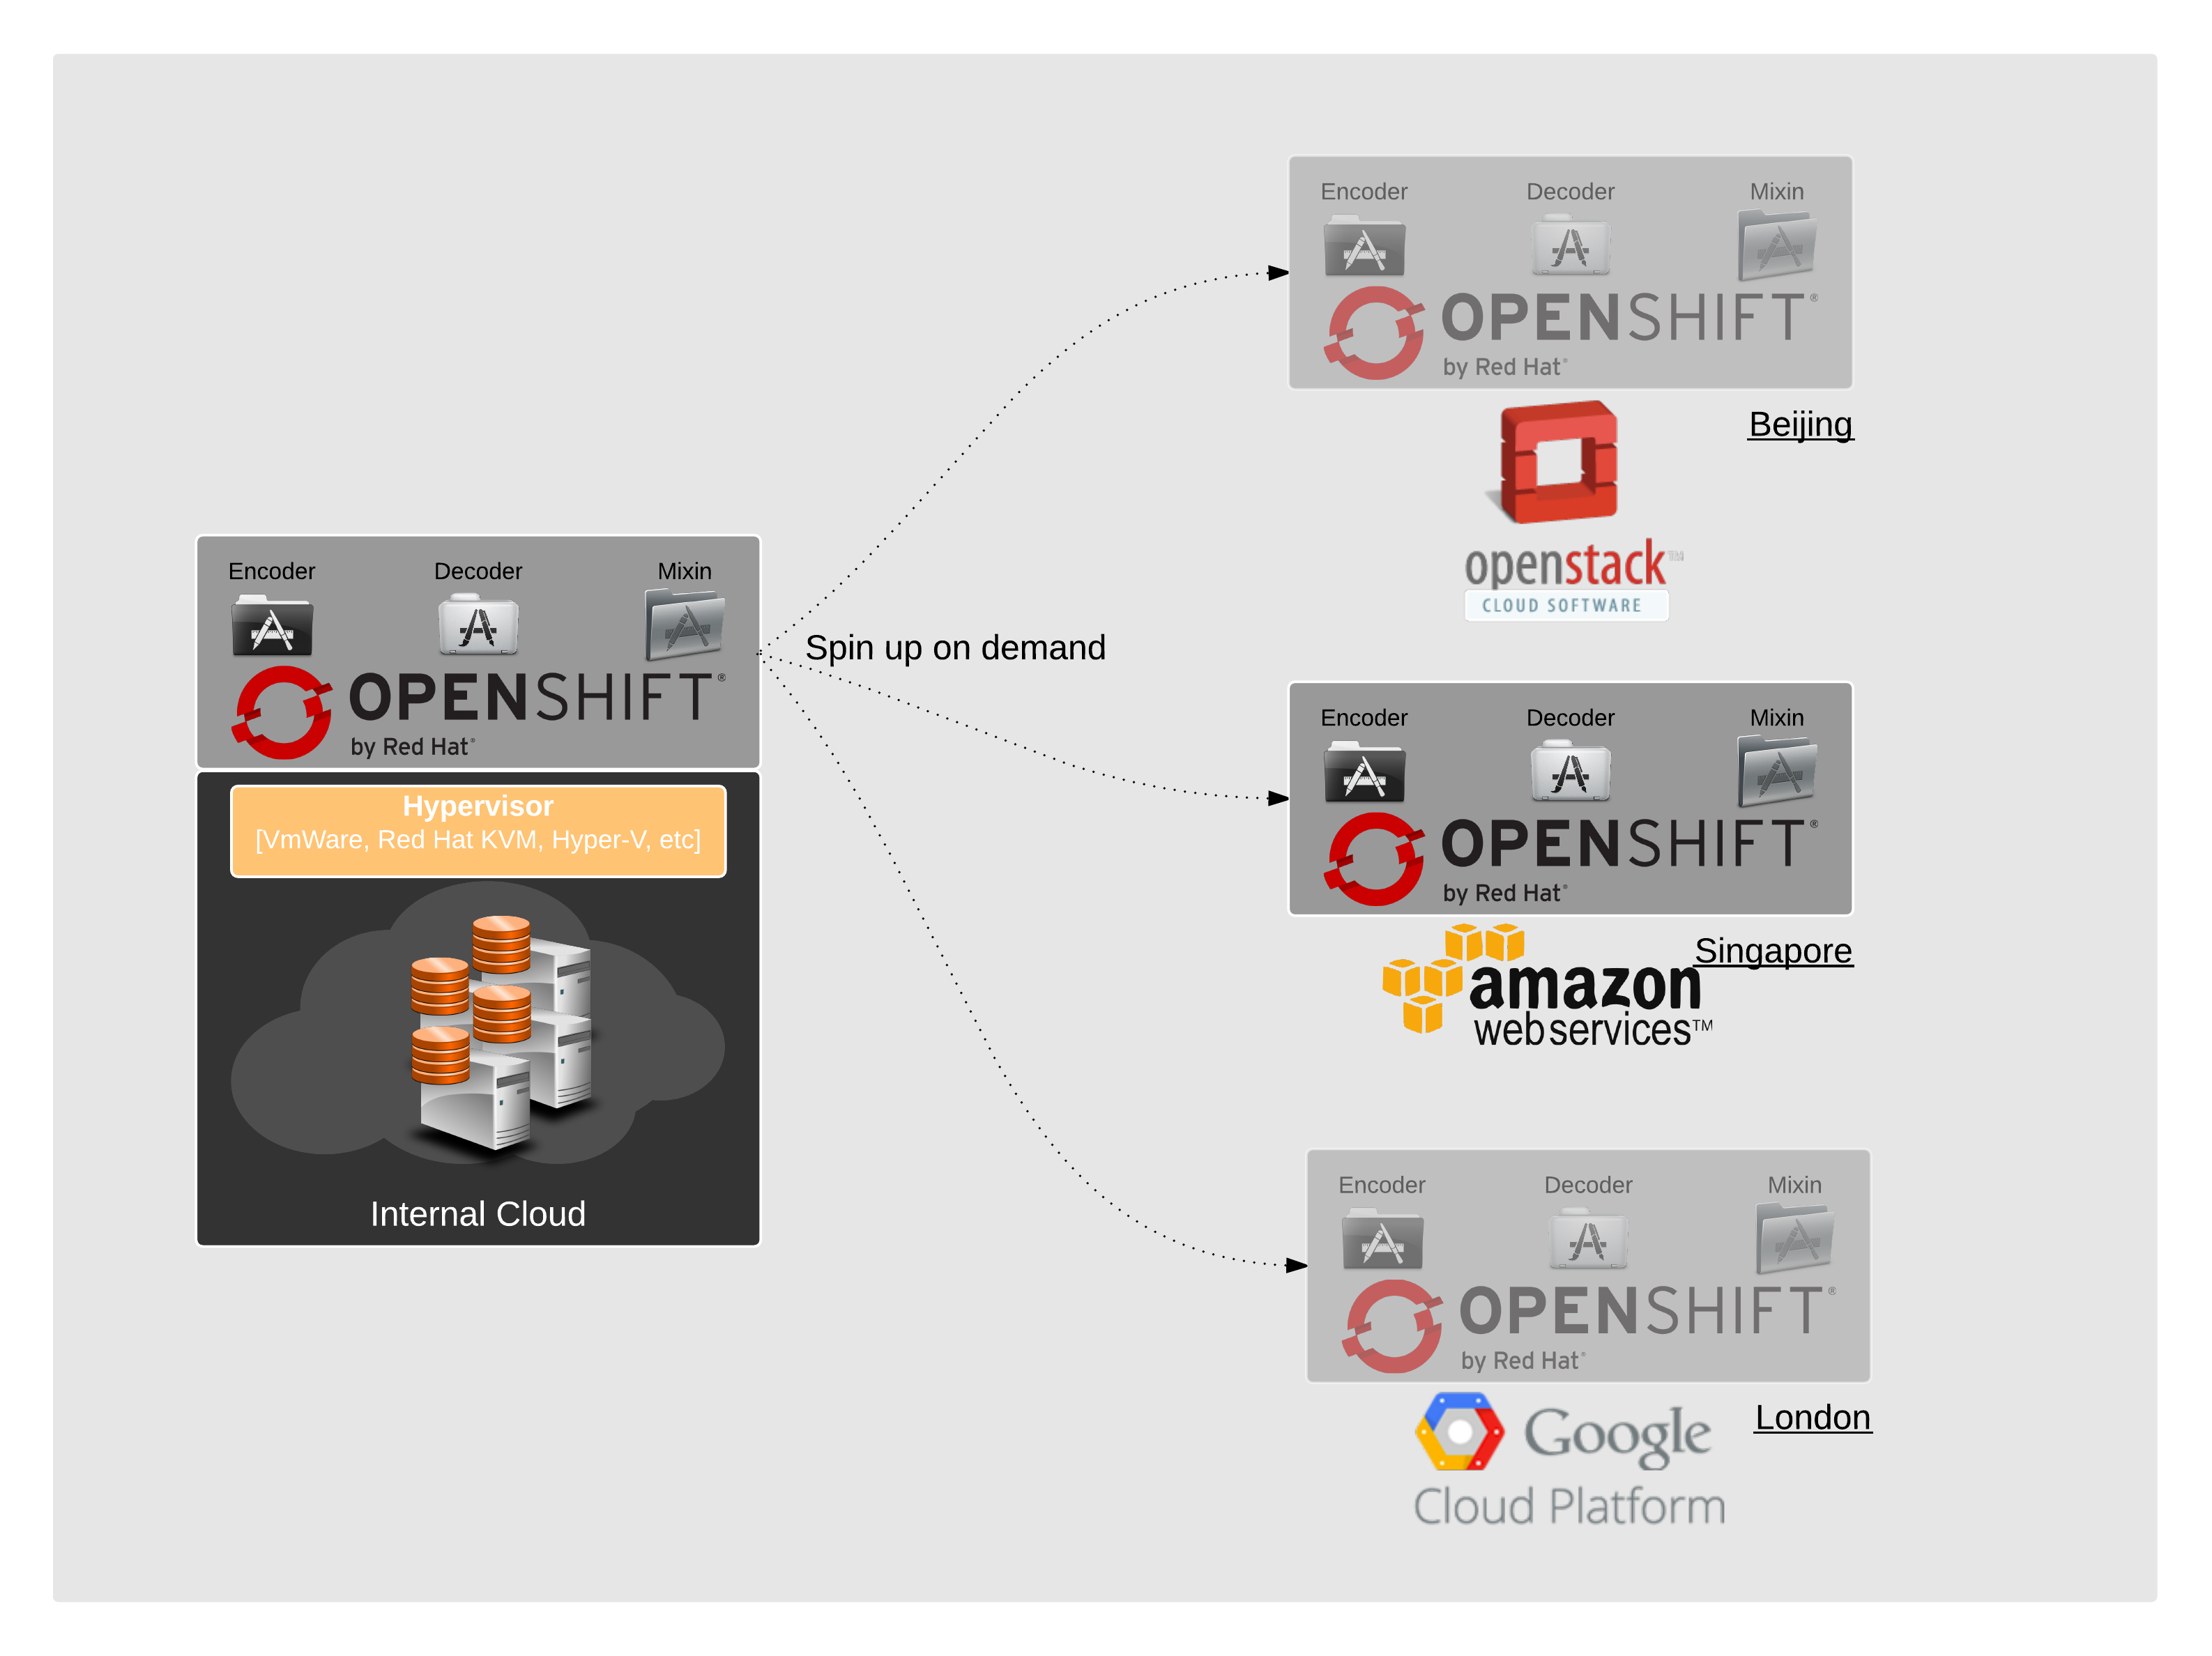 Encoder Decoder Mixin
OPENSHIFT®
by Red Hat®
Hypervisor
[VmWare, Red Hat KVM, Hyper-V, etc]
Internal Cloud
Spin up on demand
Encoder Decoder Mixin
OPENSHIFT®
by Red Hat®
Beijing
openstack™
CLOUD SOFTWARE
Encoder Decoder Mixin
OPENSHIFT®
by Red Hat®
Singapore
amazon
webservices™
Encoder Decoder Mixin
OPENSHIFT®
by Red Hat®
London
Google
Cloud Platform